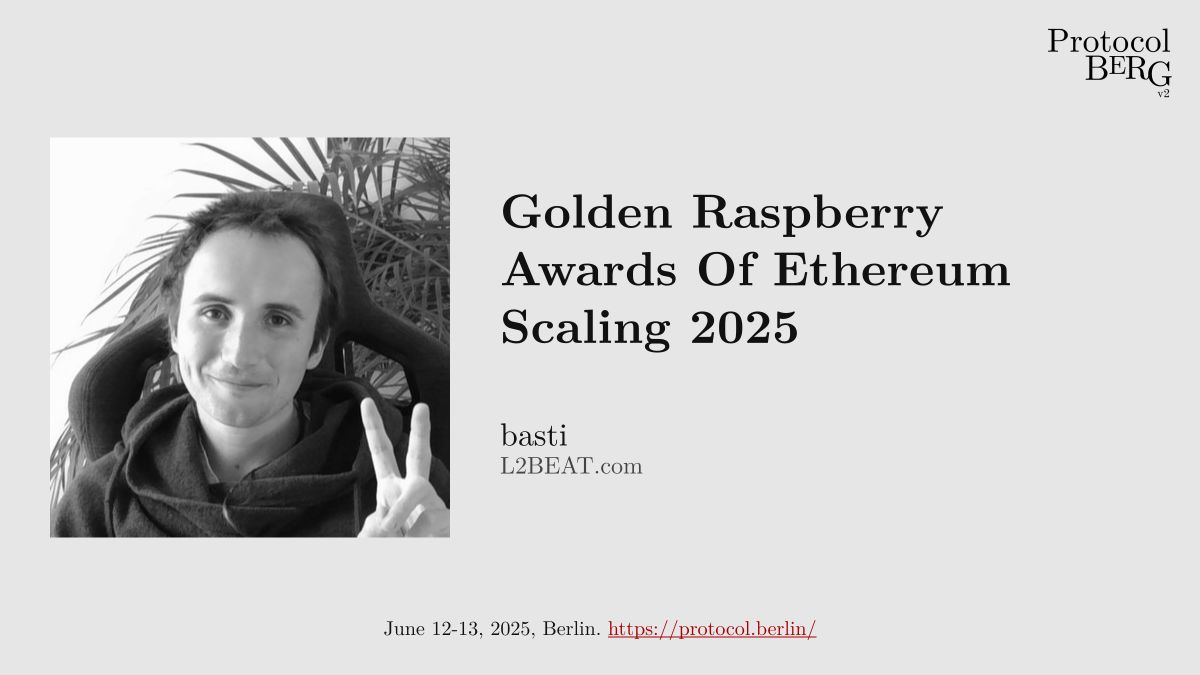 Protocol
BERG
v2
Golden Raspberry
Awards Of Ethereum
Scaling 2025
basti
L2BEAT.com
June 12-13, 2025, Berlin. https://protocol.berlin/